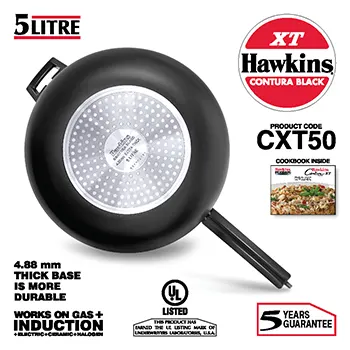 5 LITRE
XT
Hawkins
CONTURA BLACK
PRODUCT CODE
CXT50
COOKBOOK INSIDE
Hawkins
4.88 mm
THICK BASE
IS MORE
DURABLE
WORKS ON GAS+
INDUCTION
+ELECTRIC+CERAMIC+HALOGEN
UL
LISTED
THIS PRODUCT HAS
EARNED THE U.L. LISTING MARK OF
UNDERWRITERS LABORATORIES, U.S.A.
5 YEARS
GUARANTEE